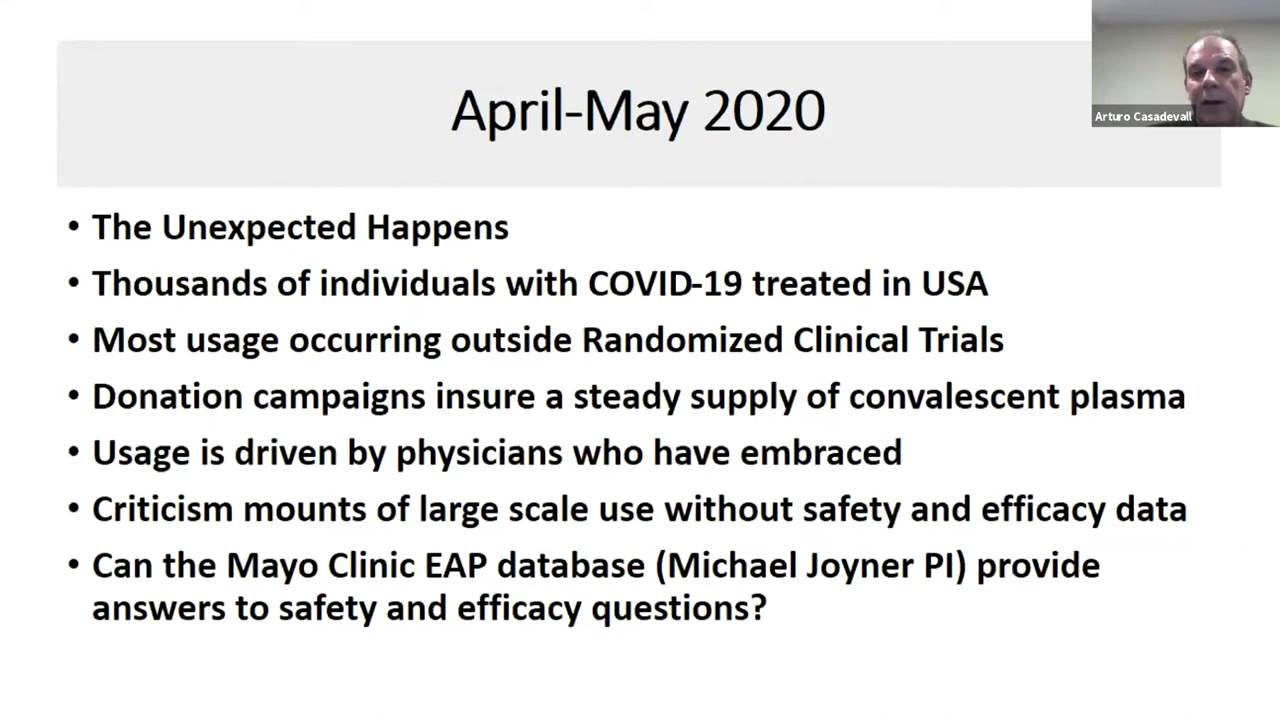 April-May 2020
Arturo Casadevall
• The Unexpected Happens
• Thousands of individuals with COVID-19 treated in USA
• Most usage occurring outside Randomized Clinical Trials
• Donation campaigns insure a steady supply of convalescent plasma
• Usage is driven by physicians who have embraced
• Criticism mounts of large scale use without safety and efficacy data
• Can the Mayo Clinic EAP database (Michael Joyner PI) provide
answers to safety and efficacy questions?